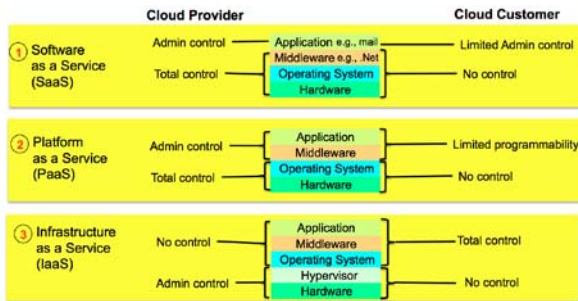 Cloud Provider
Cloud Customer
1 Software
as a Service
(SaaS)
Admin control
Total control
Application e.g., mail
Middleware e.g., .Net
Operating System
Hardware
Limited Admin control
No control
2 Platform
as a Service
(PaaS)
Admin control
Total control
Application
Middleware
Operating System
Hardware
Limited programmability
No control
3 Infrastructure
as a Service
(IaaS)
No control
Admin control
Application
Middleware
Operating System
Hypervisor
Hardware
Total control
No control